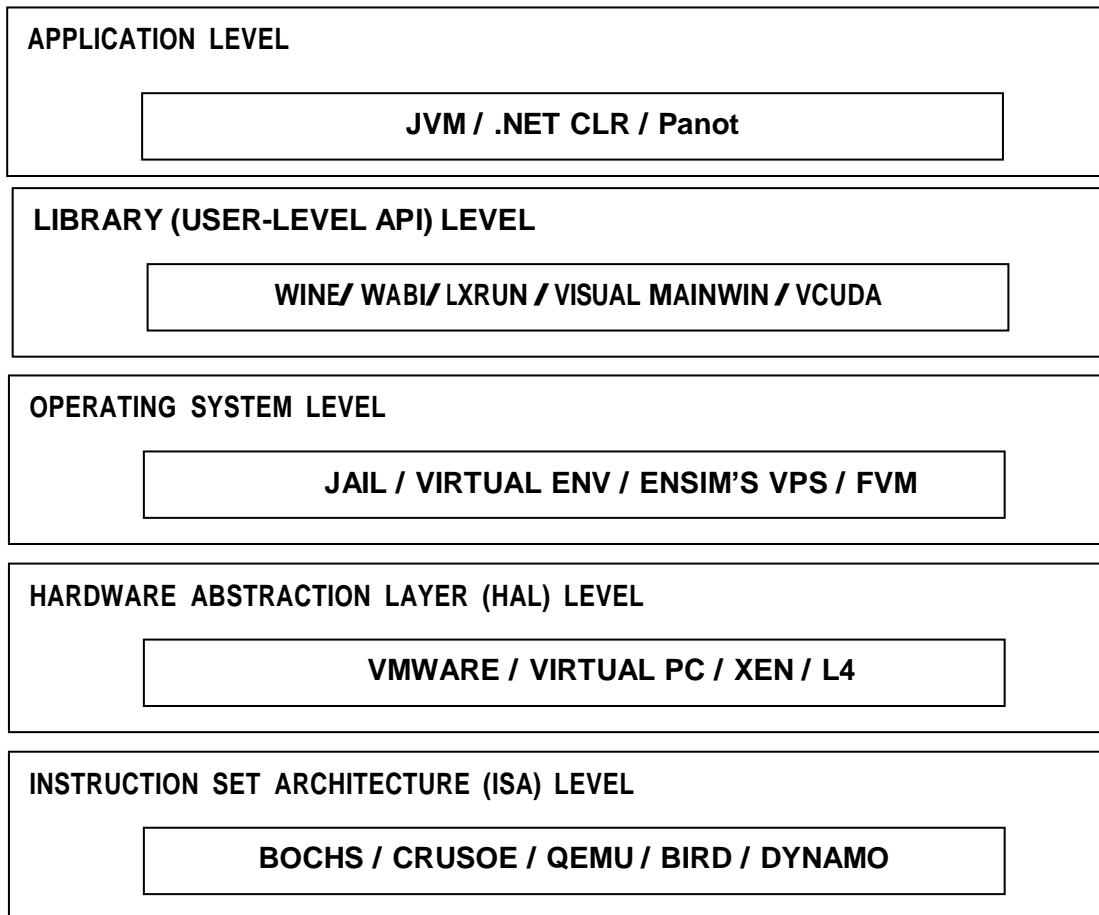 APPLICATION LEVEL
JVM / .NET CLR / Panot
LIBRARY (USER-LEVEL API) LEVEL
WINE/ WABI/ LXRUN / VISUAL MAINWIN / VCUDA
OPERATING SYSTEM LEVEL
JAIL / VIRTUAL ENV / ENSIM'S VPS / FVM
HARDWARE ABSTRACTION LAYER (HAL) LEVEL
VMWARE / VIRTUAL PC / XEN / L4
INSTRUCTION SET ARCHITECTURE (ISA) LEVEL
BOCHS / CRUSOE / QEMU / BIRD / DYNAMO